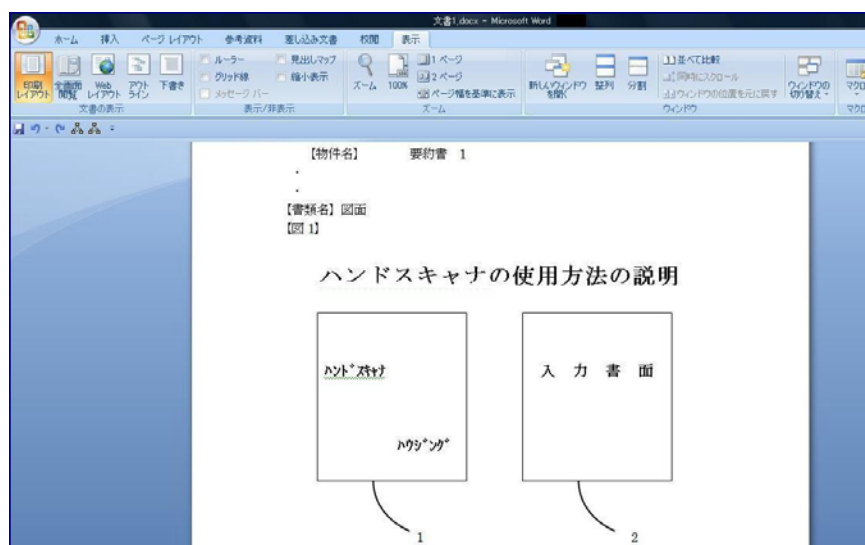 文書1.docx - Microsoft Word
ホーム 挿入 ページ レイアウト 参考資料 差し込み文書 校閲 表示
印刷レイアウト 全画面閲覧 Webレイアウト アウトライン 下書き
ルーラー 見出しマップ
グリッド線 縮小表示
メッセージ バー
ズーム 100%
1 ページ
2 ページ
ページ幅を基準に表示
新しいウィンドウを開く 整列 分割
並べて比較
同時にスクロール
ウィンドウの位置を元に戻す
ウィンドウの切り替え
マクロ
文書の表示 表示/非表示 ズーム ウィンドウ マクロ
【物件名】 要約書 1
・
・
【書類名】図面
【図 1】
ハンドスキャナの使用方法の説明
ﾊﾝﾄﾞｽｷｬﾅ
ﾊｳｼﾞﾝｸﾞ
入 力 書 面
1 2